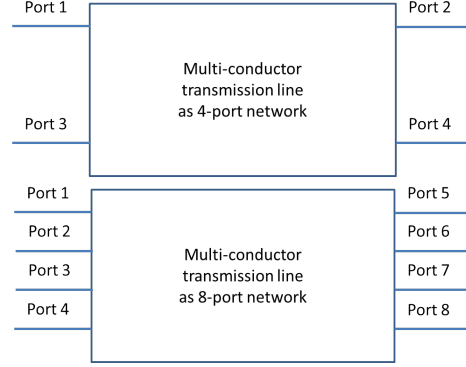 Port 1
Port 2
Multi-conductor
transmission line
as 4-port network
Port 3
Port 4
Port 1
Port 5
Port 2
Port 6
Multi-conductor
transmission line
as 8-port network
Port 3
Port 7
Port 4
Port 8